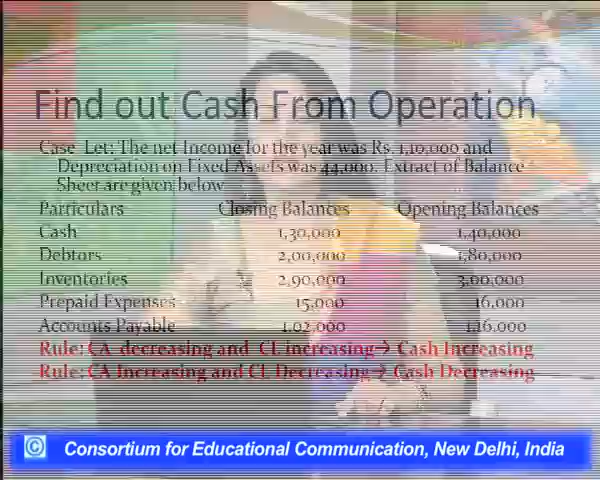 Find out Cash From Operation
Case Let: The net Income for the year was Rs. 1,10,000 and
Depreciation on Fixed Assets was 44,000. Extract of Balance
Sheet are given below
Particulars Closing Balances Opening Balances
Cash 1,30,000 1,40,000
Debtors 2,00,000 1,80,000
Inventories 2,90,000 3,00,000
Prepaid Expenses 15,000 16,000
Accounts Payable 1,02,000 1,16,000
Rule: CA decreasing and CL increasing→ Cash Increasing
Rule: CA Increasing and CL Decreasing→ Cash Decreasing
© Consortium for Educational Communication, New Delhi, India